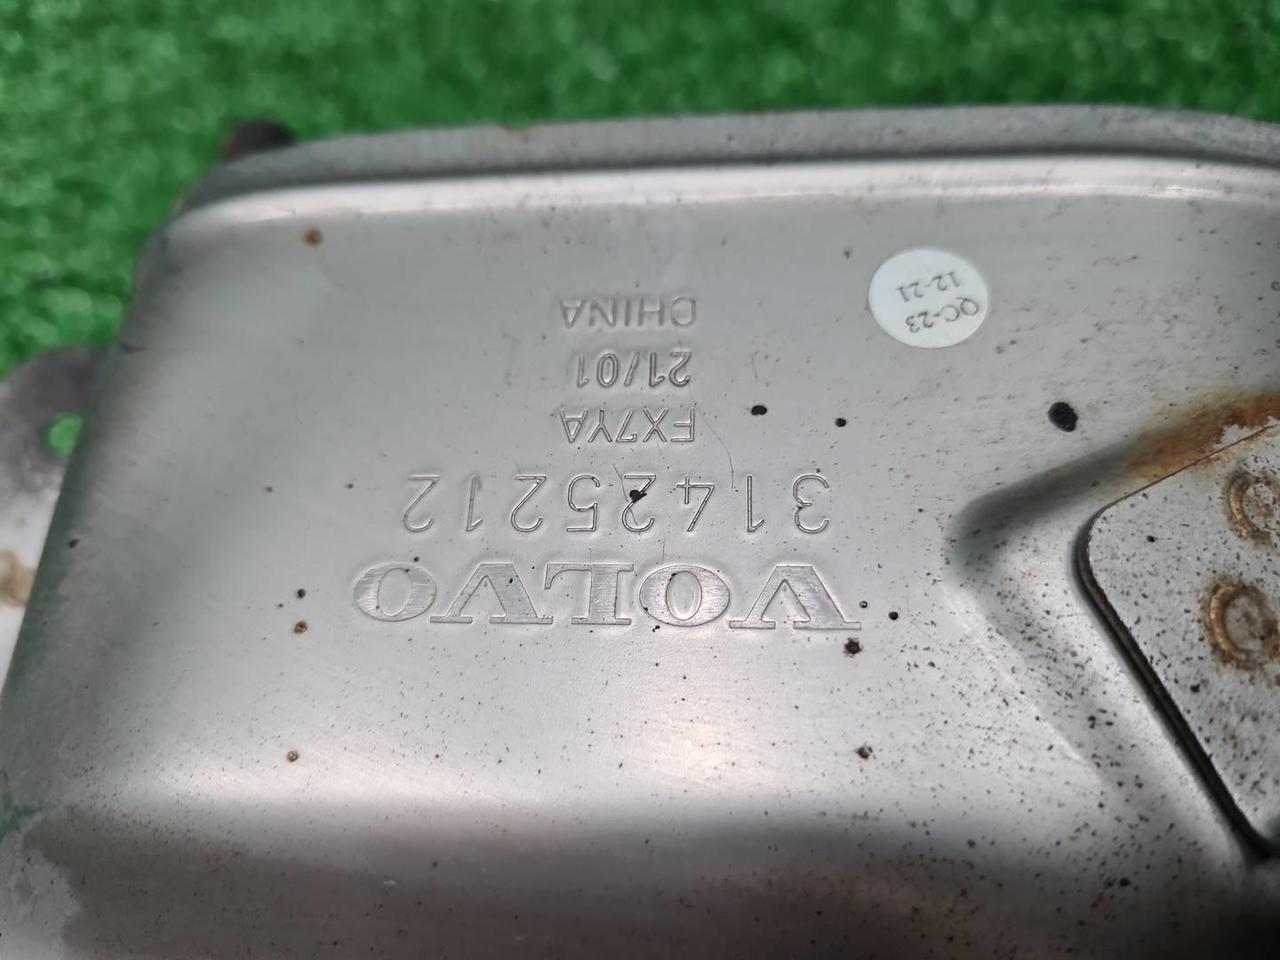 VOLVO
31425212
FX7YA
21/01
CHINA
QC-23
12-21